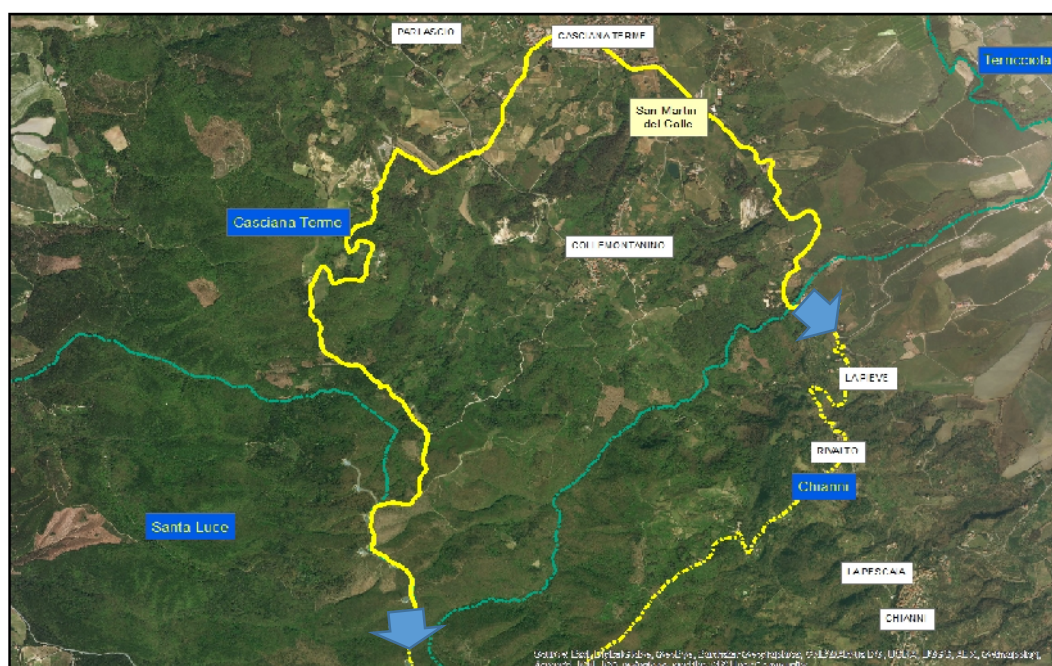 PARLASCIO
CASCIANA TERME
Terricciola
San Martin
del Colle
Casciana Terme
COLLEMONTANINO
LA PIEVE
RIVALTO
Chianni
Santa Luce
LA PESCAIA
CHIANNI